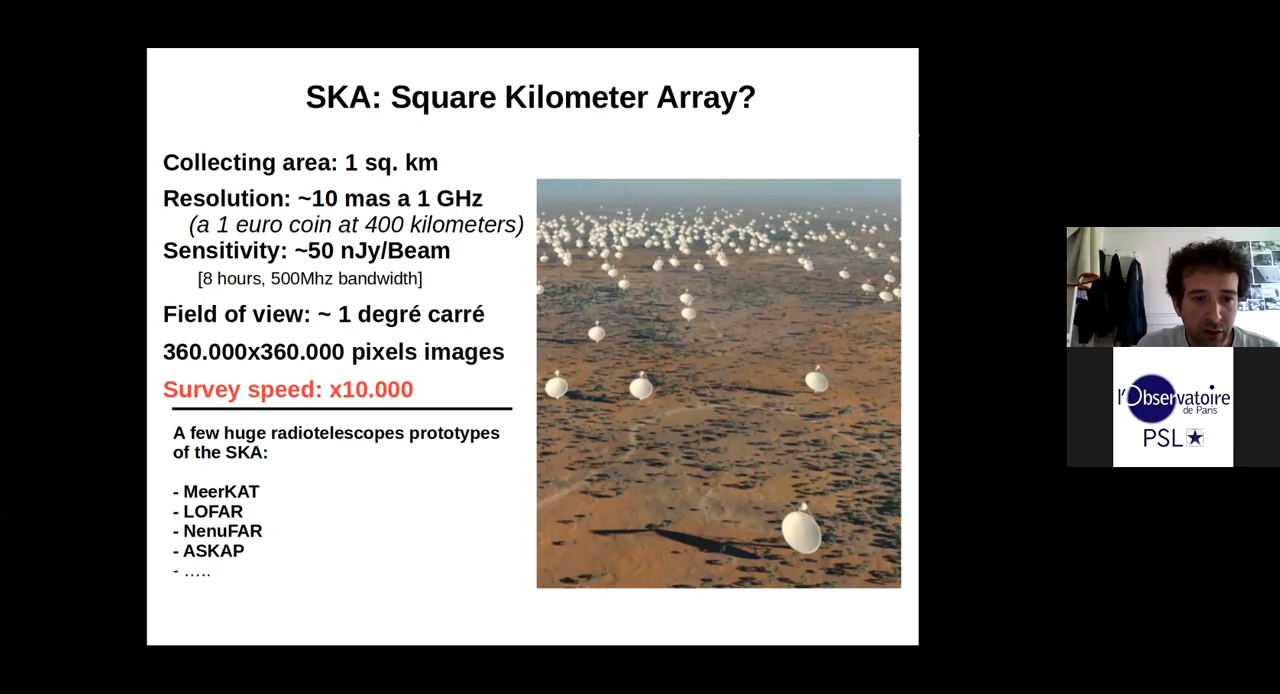 SKA: Square Kilometer Array?
Collecting area: 1 sq. km
Resolution: ~10 mas a 1 GHz
(a 1 euro coin at 400 kilometers)
Sensitivity: ~50 nJy/Beam
[8 hours, 500Mhz bandwidth]
Field of view: ~ 1 degré carré
360.000x360.000 pixels images
Survey speed: x10.000
A few huge radiotelescopes prototypes
of the SKA:
- MeerKAT
- LOFAR
- NenuFAR
- ASKAP
- .....
l'Observatoire
de Paris
PSL